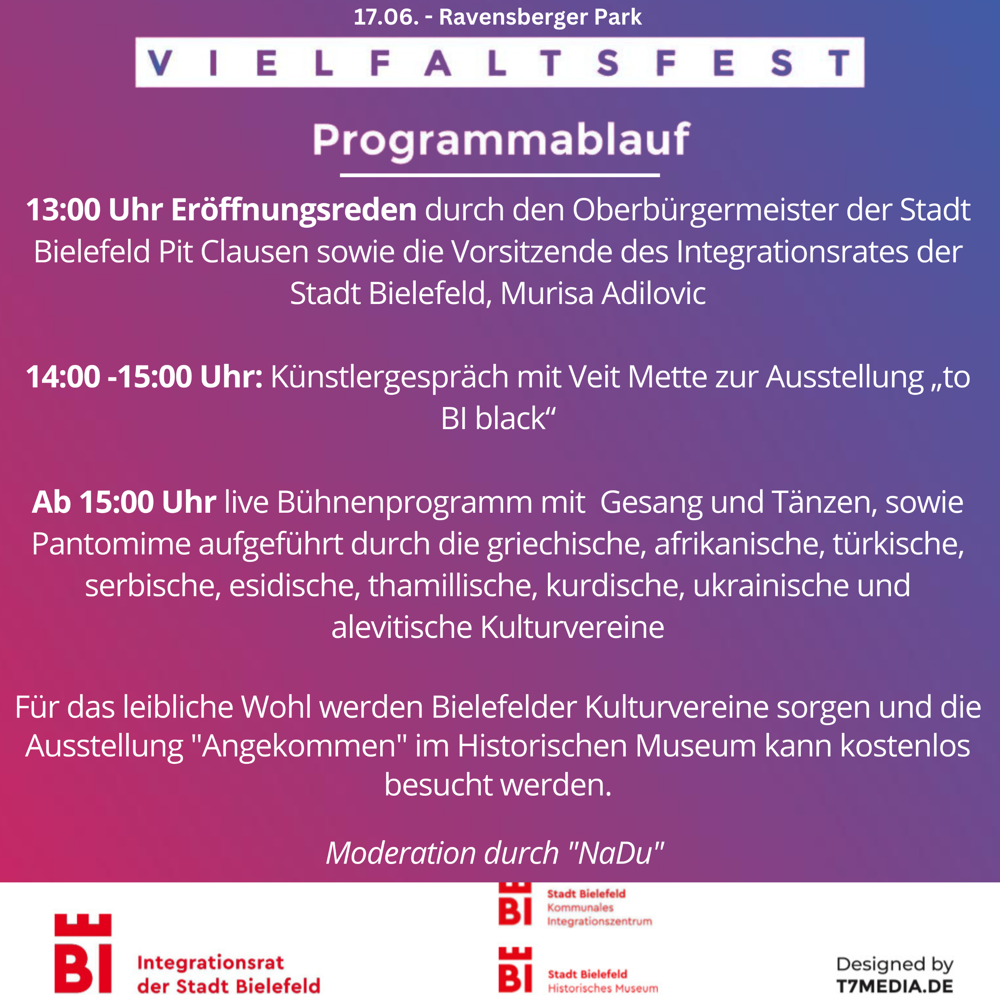 17.06. - Ravensberger Park
VIELFALTSFEST
Programmablauf
13:00 Uhr Eröffnungsreden durch den Oberbürgermeister der Stadt
Bielefeld Pit Clausen sowie die Vorsitzende des Integrationsrates der
Stadt Bielefeld, Murisa Adilovic
14:00 -15:00 Uhr: Künstlergespräch mit Veit Mette zur Ausstellung „to
BI black“
Ab 15:00 Uhr live Bühnenprogramm mit  Gesang und Tänzen, sowie
Pantomime aufgeführt durch die griechische, afrikanische, türkische,
serbische, esidische, thamillische, kurdische, ukrainische und
alevitische Kulturvereine
Für das leibliche Wohl werden Bielefelder Kulturvereine sorgen und die
Ausstellung "Angekommen" im Historischen Museum kann kostenlos
besucht werden.
Moderation durch "NaDu"
BI
Integrationsrat
der Stadt Bielefeld
BI
Stadt Bielefeld
Kommunales
Integrationszentrum
BI
Stadt Bielefeld
Historisches Museum
Designed by
T7MEDIA.DE